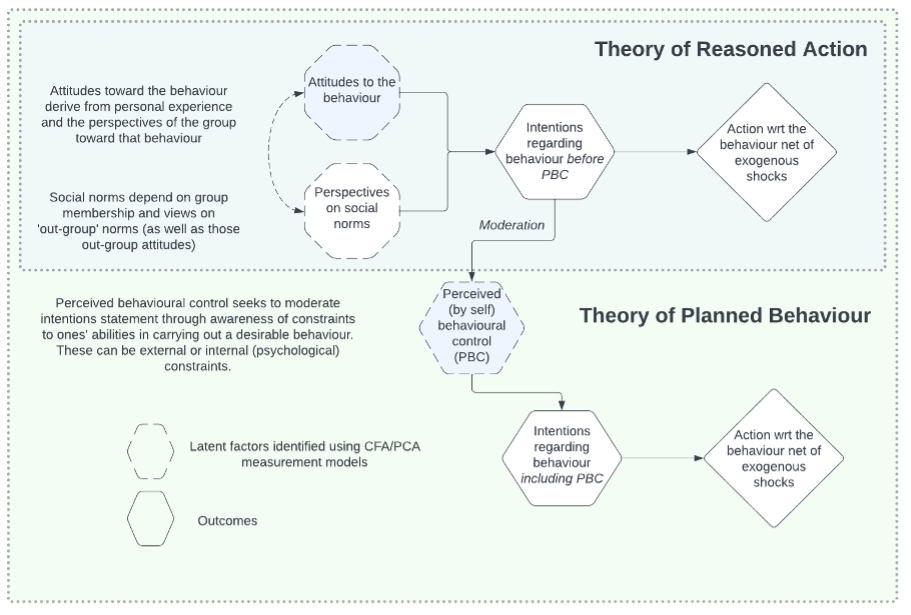 Theory of Reasoned Action
Attitudes toward the behaviour
derive from personal experience
and the perspectives of the group
toward that behaviour
Attitudes to the
behaviour
Social norms depend on group
membership and views on
'out-group' norms (as well as those
out-group attitudes)
Perspectives
on social
norms
Intentions
regarding
behaviour before
PBC
Action wrt the
behaviour net of
exogenous
shocks
Moderation
Theory of Planned Behaviour
Perceived behavioural control seeks to moderate
intentions statement through awareness of constraints
to ones' abilities in carrying out a desirable behaviour.
These can be external or internal (psychological)
constraints.
Perceived
(by self)
behavioural
control
(PBC)
Intentions
regarding
behaviour
including PBC
Action wrt the
behaviour net of
exogenous
shocks
Latent factors identified using CFA/PCA
measurement models
Outcomes